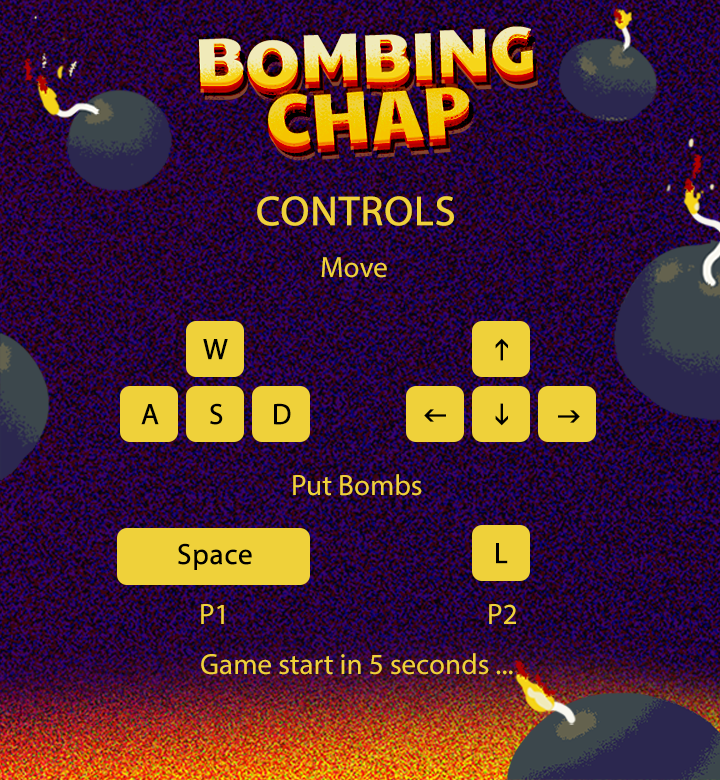 BOMBING
CHAP
CONTROLS
Move
W ↑
A S D ← ↓ →
Put Bombs
Space L
P1 P2
Game start in 5 seconds ...